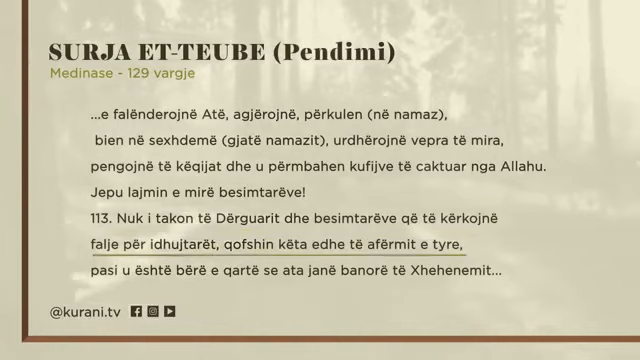 SURJA ET-TEUBE (Pendimi)
Medinase - 129 vargje
...e falënderojnë Atë, agjërojnë, përkulen (në namaz),
bien në sexhdemë (gjatë namazit), urdhërojnë vepra të mira,
pengojnë të këqijat dhe u përmbahen kufijve të caktuar nga Allahu.
Jepu lajmin e mirë besimtarëve!
113. Nuk i takon të Dërguarit dhe besimtarëve që të kërkojnë
falje për idhujtarët, qofshin këta edhe të afërmit e tyre,
pasi u është bërë e qartë se ata janë banorë të Xhehenemit...
@kurani.tv